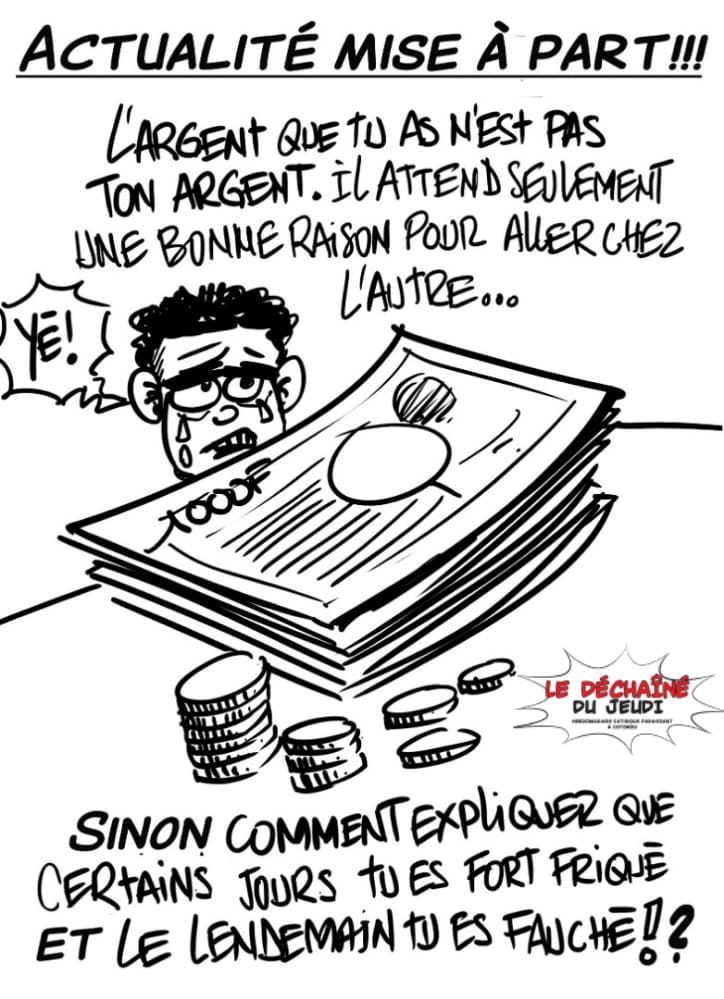 ACTUALITÉ MISE À PART!!!
L'ARGENT QUE TU AS N'EST PAS
TON ARGENT. IL ATTEND SEULEMENT
UNE BONNE RAISON POUR ALLER CHEZ
L'AUTRE...
YÉ!
1000F
LE DÉCHAÎNÉ
DU JEUDI
HEBDOMADAIRE SATIRIQUE PARAISSANT
À COTONOU
SINON COMMENT EXPLIQUER QUE
CERTAINS JOURS TU ES FORT FRIQUÉ
ET LE LENDEMAIN TU ES FAUCHÉ!!?